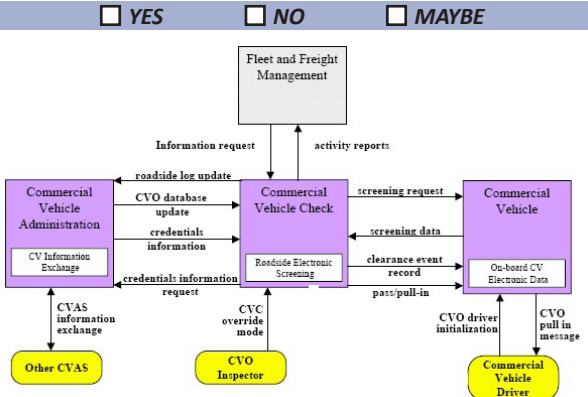 YES NO MAYBE
Fleet and Freight
Management
Information request
activity reports
roadside log update
Commercial
Vehicle
Administration
CV Information
Exchange
CVO database
update
credentials
information
credentials information
request
Commercial
Vehicle Check
Roadside Electronic
Screening
screening request
screening data
clearance event
record
pass/pull-in
Commercial
Vehicle
On-board CV
Electronic Data
CVAS
information
exchange
CVC
override
mode
CVO driver
initialization
CVO
pull in
message
Other CVAS
CVO
Inspector
Commercial
Vehicle
Driver